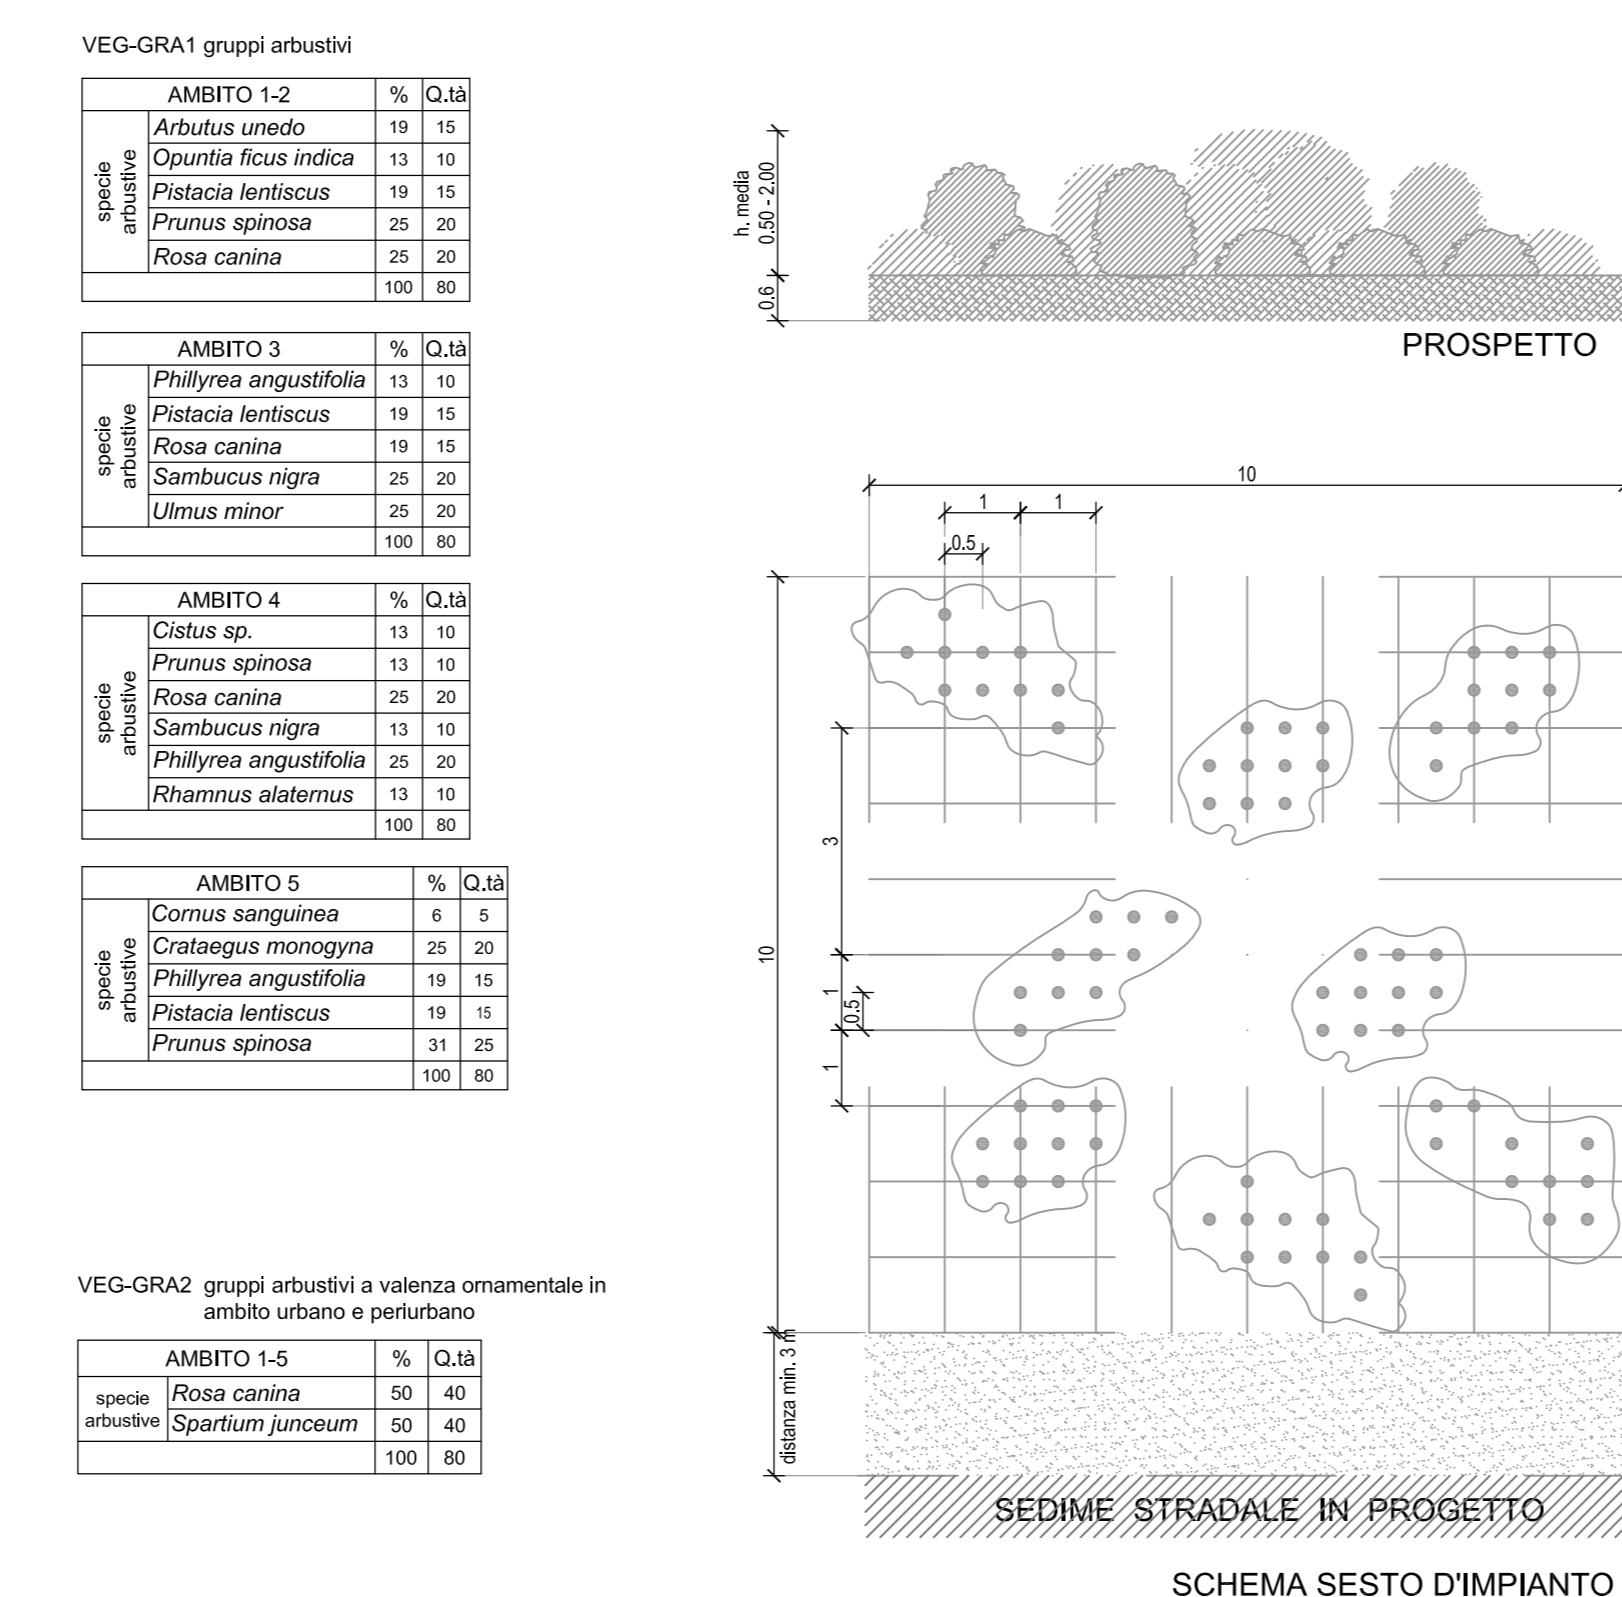 VEG-GRA1 gruppi arbustivi
AMBITO 1-2 % Q.tà
specie arbustive
Arbutus unedo 19 15
Opuntia ficus indica 13 10
Pistacia lentiscus 19 15
Prunus spinosa 25 20
Rosa canina 25 20
100 80
AMBITO 3 % Q.tà
specie arbustive
Phillyrea angustifolia 13 10
Pistacia lentiscus 19 15
Rosa canina 19 15
Sambucus nigra 25 20
Ulmus minor 25 20
100 80
AMBITO 4 % Q.tà
specie arbustive
Cistus sp. 13 10
Prunus spinosa 13 10
Rosa canina 25 20
Sambucus nigra 13 10
Phillyrea angustifolia 25 20
Rhamnus alaternus 13 10
100 80
AMBITO 5 % Q.tà
specie arbustive
Cornus sanguinea 6 5
Crataegus monogyna 25 20
Phillyrea angustifolia 19 15
Pistacia lentiscus 19 15
Prunus spinosa 31 25
100 80
VEG-GRA2 gruppi arbustivi a valenza ornamentale in
ambito urbano e periurbano
AMBITO 1-5 % Q.tà
specie
arbustive
Rosa canina 50 40
Spartium junceum 50 40
100 80
h. media
0.50 - 2.00
0.6
PROSPETTO
10
1 1
0.5
10
3
1
0.5
1
distanza min. 3 m
SEDIME STRADALE IN PROGETTO
SCHEMA SESTO D'IMPIANTO